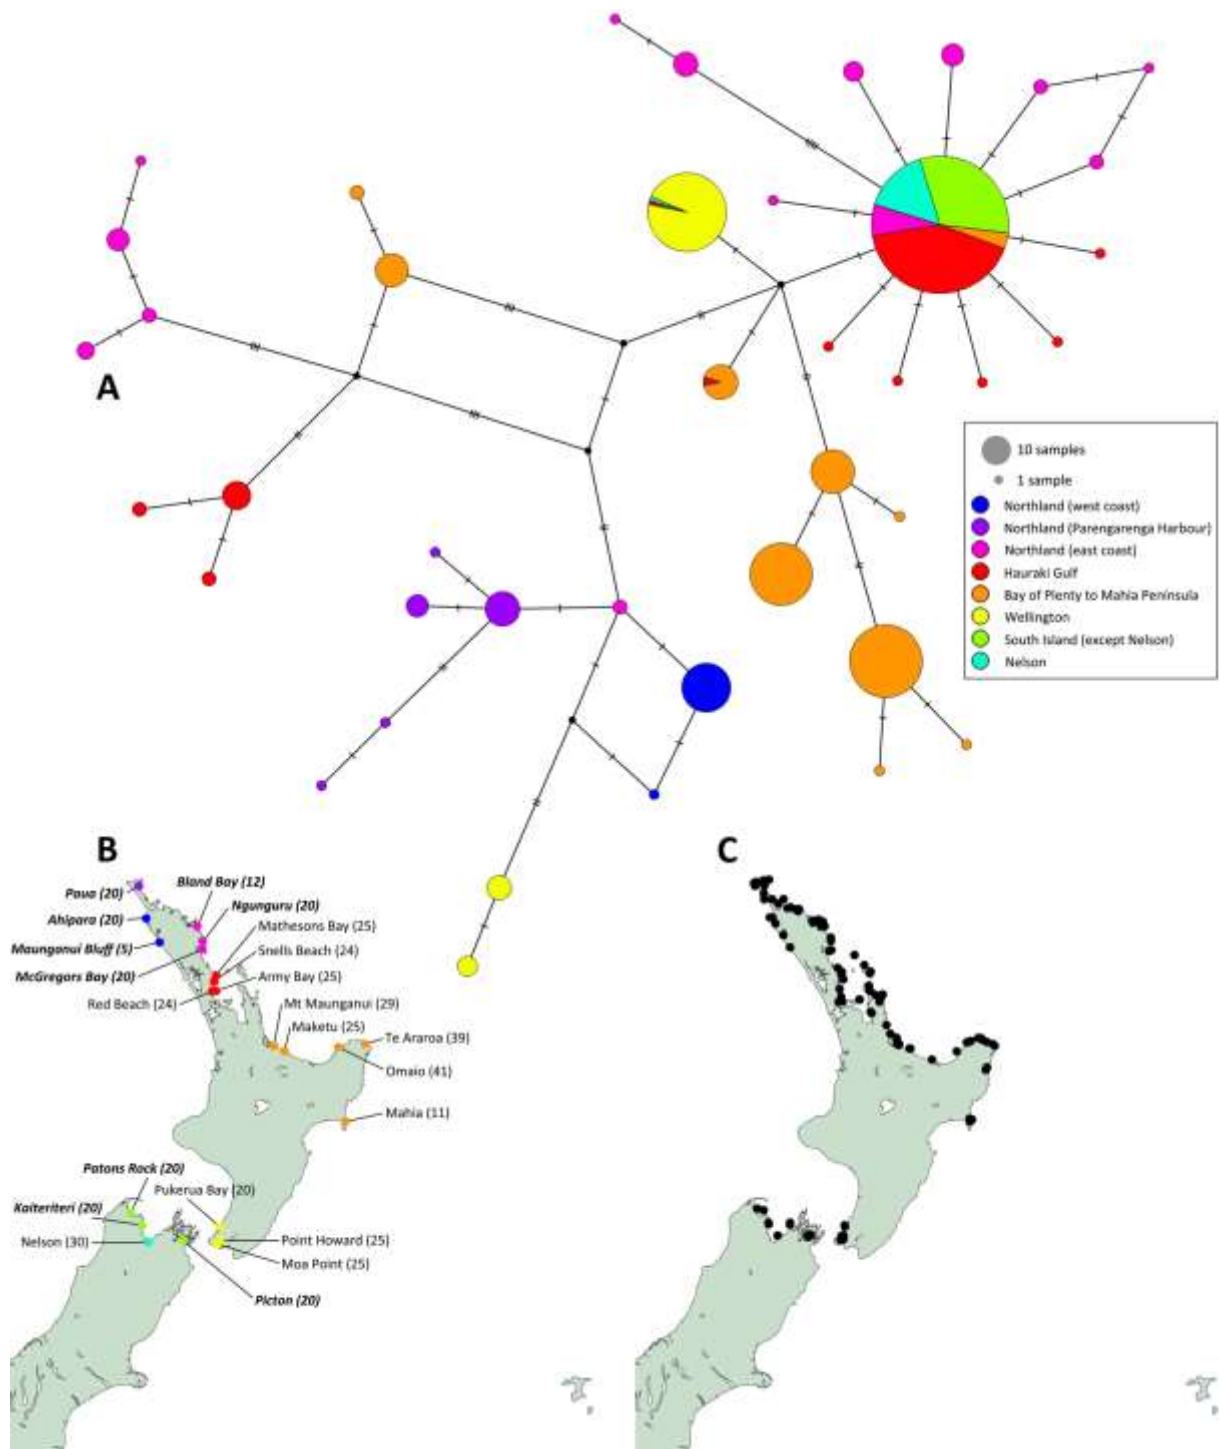 A
10 samples
1 sample
Northland (west coast)
Northland (Parengarenga Harbour)
Northland (east coast)
Hauraki Gulf
Bay of Plenty to Mahia Peninsula
Wellington
South Island (except Nelson)
Nelson
B
C
Paua (20)
Bland Bay (12)
Ahipara (20)
Ngunguru (20)
Mathesons Bay (25)
Maunganui Bluff (5)
Snells Beach (24)
McGregors Bay (20)
Army Bay (25)
Red Beach (24)
Mt Maunganui (29)
Maketu (25)
Te Araroa (39)
Omaio (41)
Mahia (11)
Patons Rock (20)
Pukerua Bay (20)
Kaiteriteri (20)
Nelson (30)
Point Howard (25)
Moa Point (25)
Picton (20)